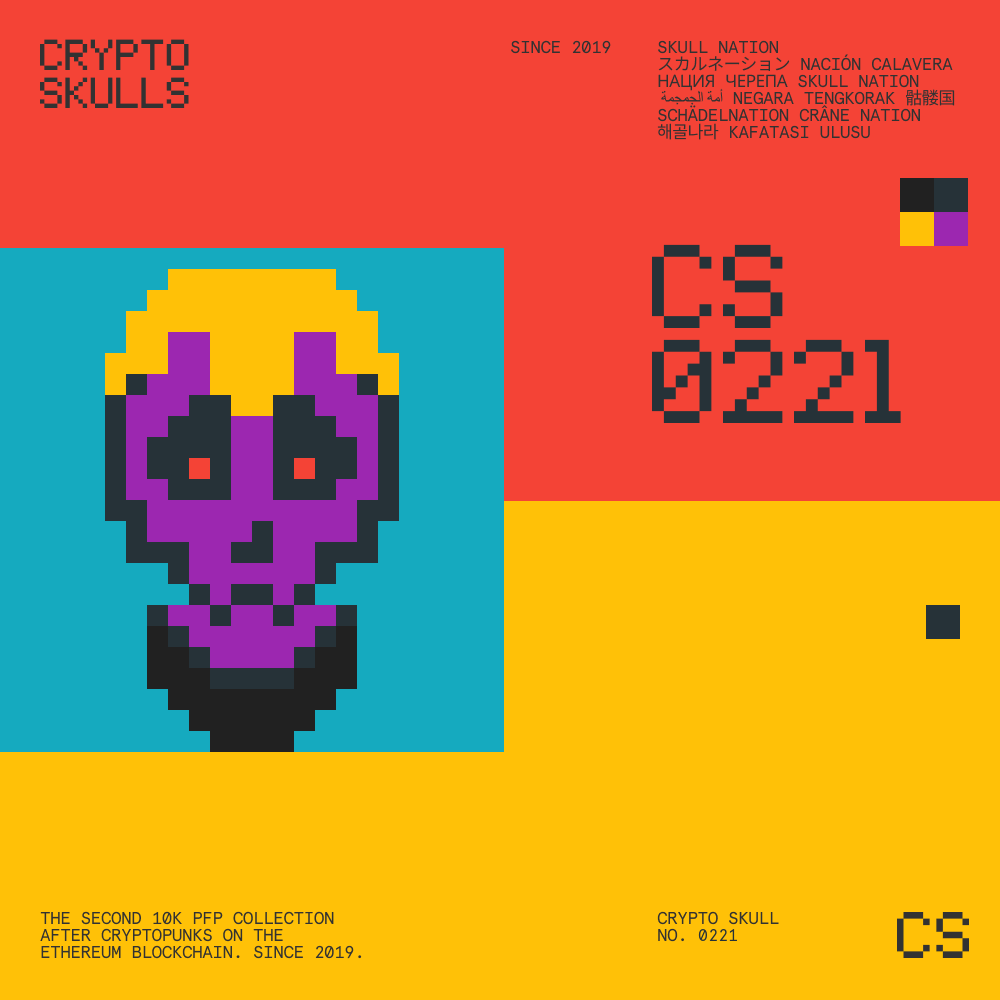 CRYPTO
SKULLS
SINCE 2019
SKULL NATION
スカルネーション NACIÓN CALAVERA
НАЦИЯ ЧЕРЕПА SKULL NATION
أمة الجمجمة NEGARA TENGKORAK 骷髅国
SCHÄDELNATION CRÂNE NATION
해골나라 KAFATASI ULUSU
CS
0221
THE SECOND 10K PFP COLLECTION
AFTER CRYPTOPUNKS ON THE
ETHEREUM BLOCKCHAIN. SINCE 2019.
CRYPTO SKULL
NO. 0221
CS